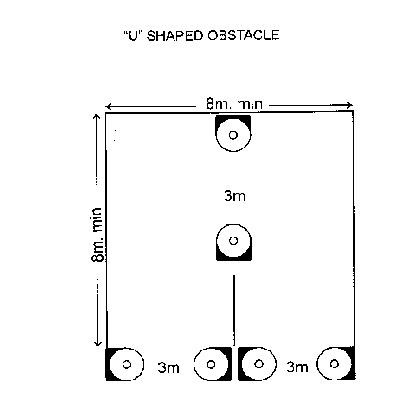 "U" SHAPED OBSTACLE
8m. min
3m
8m. min
3m
3m